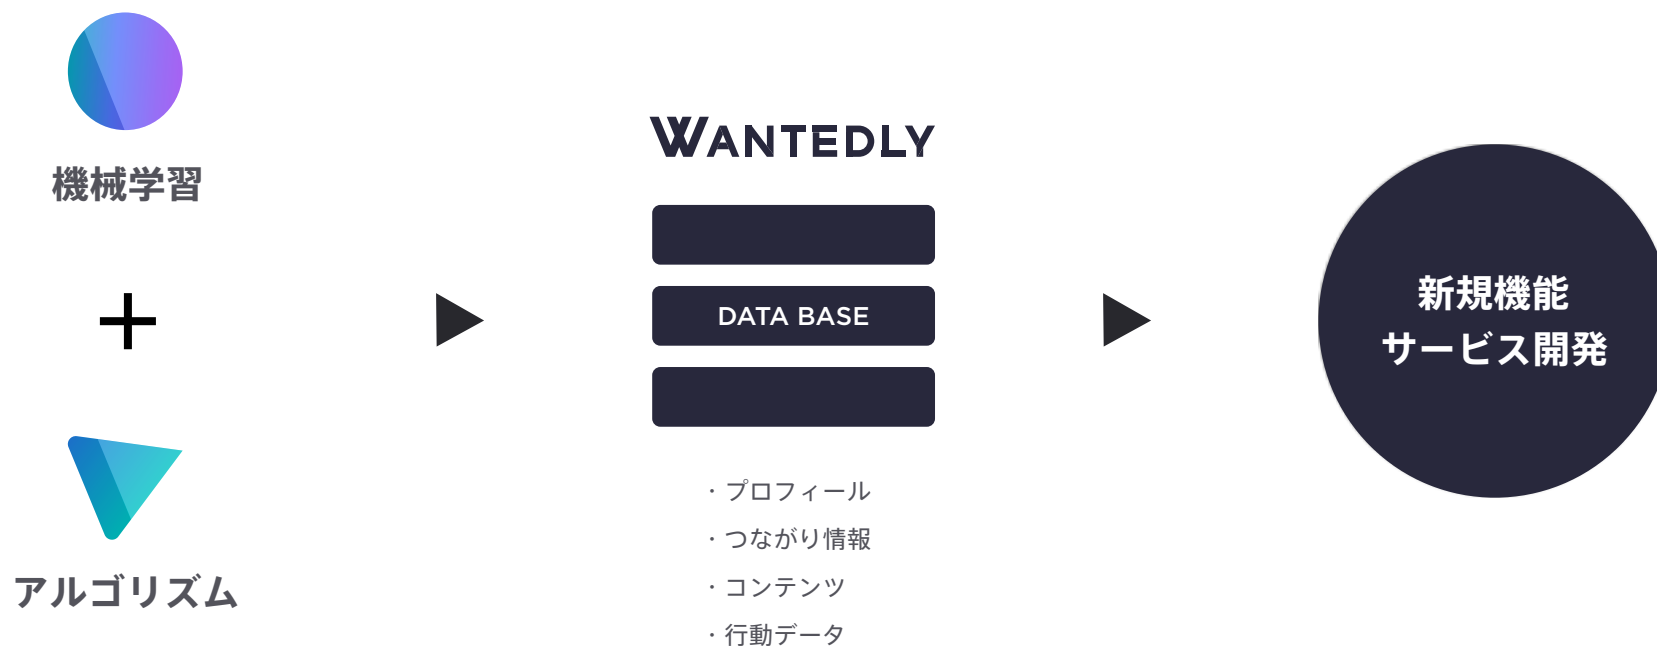 機械学習
+
アルゴリズム
WANTEDLY
DATA BASE
・プロフィール
・つながり情報
・コンテンツ
・行動データ
新規機能
サービス開発